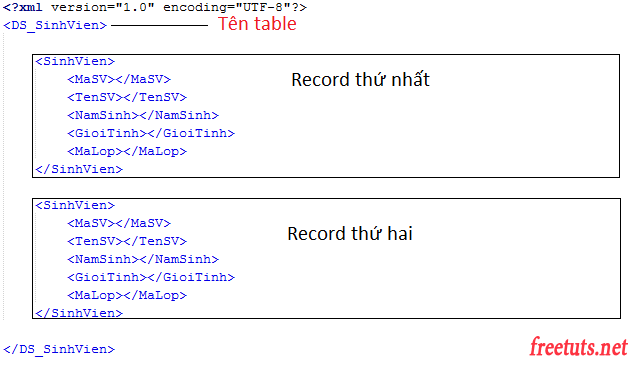 <?xml version="1.0" encoding="UTF-8"?>
<DS_SinhVien> Tên table
<SinhVien>
<MaSV></MaSV> Record thứ nhất
<TenSV></TenSV>
<NamSinh></NamSinh>
<GioiTinh></GioiTinh>
<MaLop></MaLop>
</SinhVien>
<SinhVien>
<MaSV></MaSV>
<TenSV></TenSV> Record thứ hai
<NamSinh></NamSinh>
<GioiTinh></GioiTinh>
<MaLop></MaLop>
</SinhVien>
</DS_SinhVien>
freetuts.net